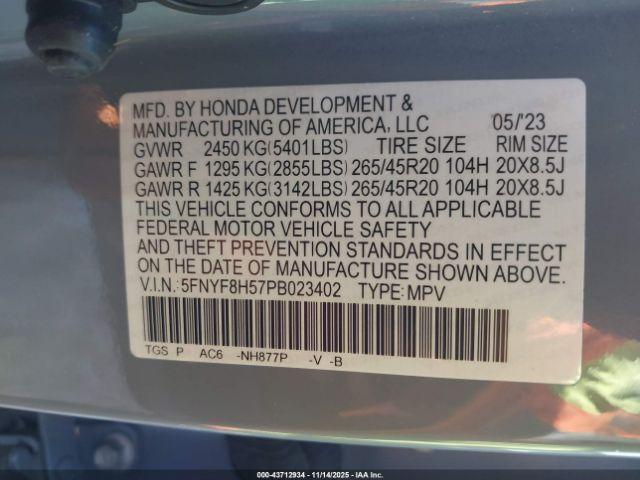 MFD. BY HONDA DEVELOPMENT &
MANUFACTURING OF AMERICA, LLC 05/'23
GVWR 2450 KG(5401LBS) TIRE SIZE RIM SIZE
GAWR F 1295 KG(2855LBS) 265/45R20 104H 20X8.5J
GAWR R 1425 KG(3142LBS) 265/45R20 104H 20X8.5J
THIS VEHICLE CONFORMS TO ALL APPLICABLE
FEDERAL MOTOR VEHICLE SAFETY
AND THEFT PREVENTION STANDARDS IN EFFECT
ON THE DATE OF MANUFACTURE SHOWN ABOVE.
V.I.N.: 5FNYF8H57PB023402 TYPE: MPV
TGS P AC6 -NH877P -V -B
000-43712934 - 11/14/2025 - IAA Inc.